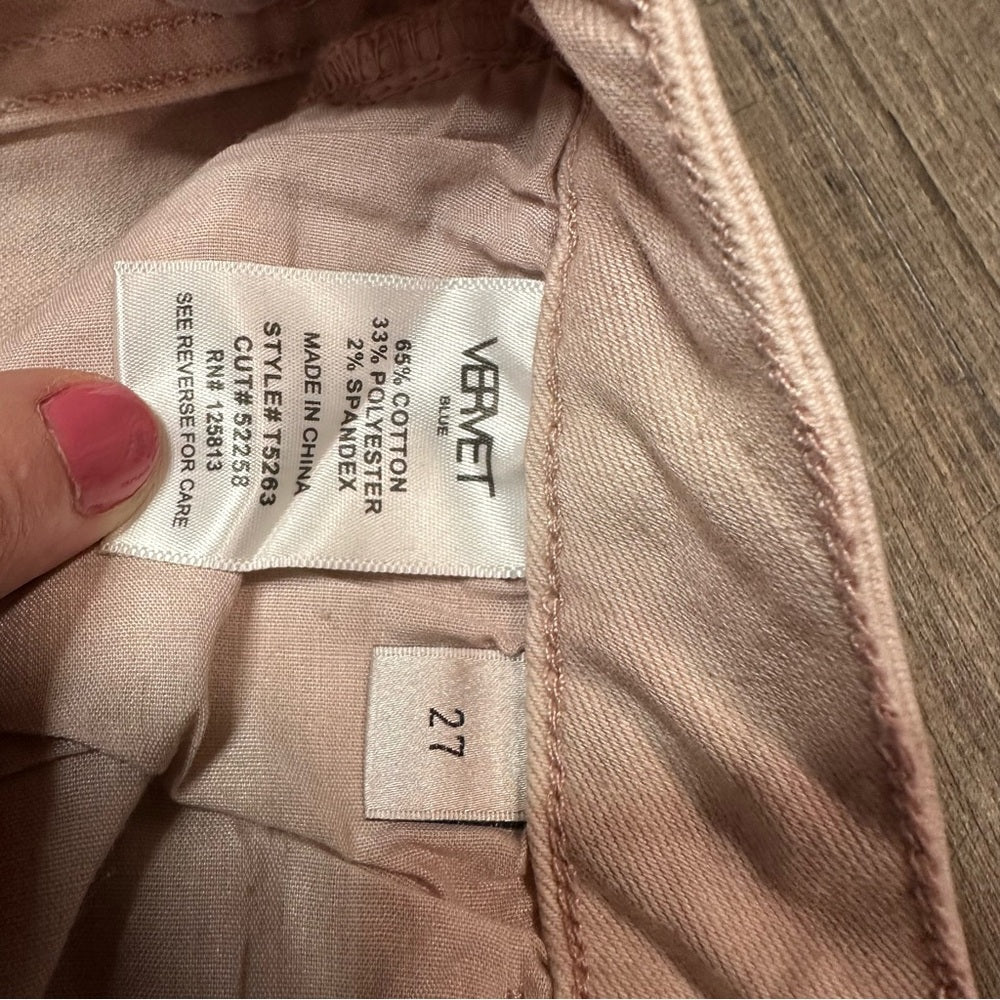 VERVET
BLUE
65% COTTON
33% POLYESTER
2% SPANDEX
MADE IN CHINA
STYLE# T5263
CUT# 52258
RN# 125813
SEE REVERSE FOR CARE
27